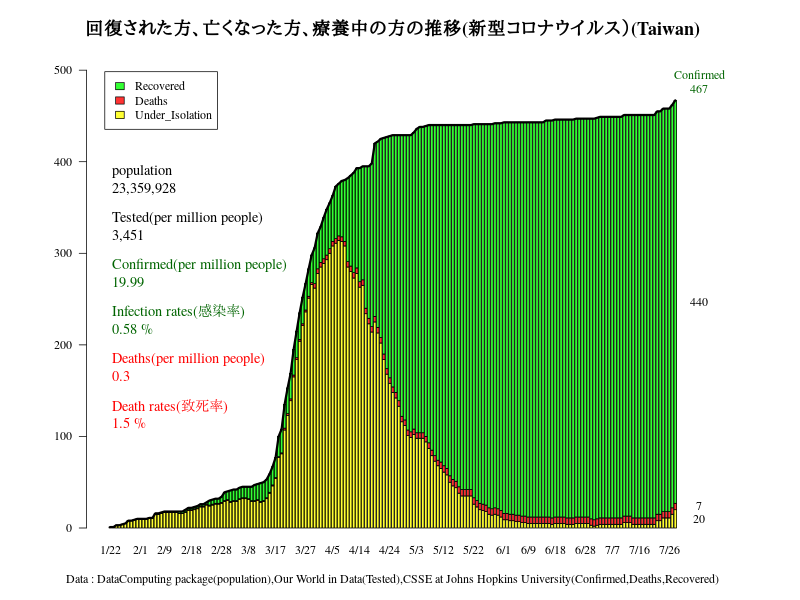 回復された方、亡くなった方、療養中の方の推移(新型コロナウイルス）(Taiwan)
Confirmed
467
500
400
300
200
100
0
Recovered
Deaths
Under_Isolation
population
23,359,928
Tested(per million people)
3,451
Confirmed(per million people)
19.99
Infection rates(感染率)
0.58 %
Deaths(per million people)
0.3
Death rates(致死率)
1.5 %
440
7
20
1/22 2/1 2/9 2/18 2/28 3/8 3/17 3/27 4/5 4/14 4/24 5/3 5/12 5/22 6/1 6/9 6/18 6/28 7/7 7/16 7/26
Data : DataComputing package(population),Our World in Data(Tested),CSSE at Johns Hopkins University(Confirmed,Deaths,Recovered)